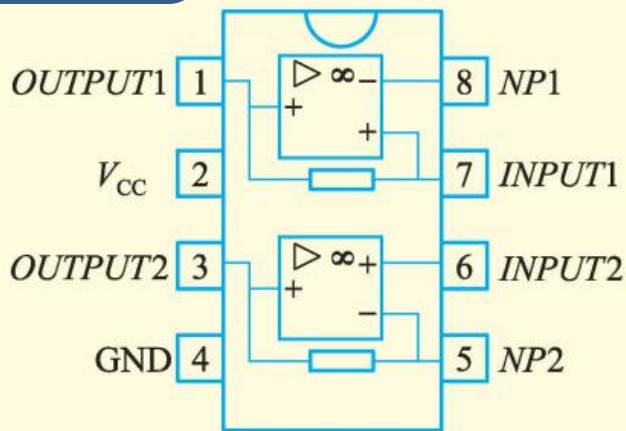 OUTPUT1 1 ▷ ∞ − 8 NP1
+ +
V_CC 2 7 INPUT1
OUTPUT2 3 ▷ ∞ + 6 INPUT2
+ −
GND 4 5 NP2